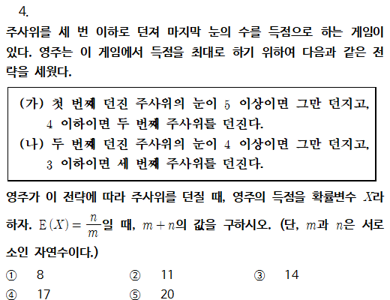 4.
주사위를 세 번 이하로 던져 마지막 눈의 수를 득점으로 하는 게임이
있다. 영주는 이 게임에서 득점을 최대로 하기 위하여 다음과 같은 전
략을 세웠다.
(가) 첫 번째 던진 주사위의 눈이 5 이상이면 그만 던지고,
4 이하이면 두 번째 주사위를 던진다.
(나) 두 번째 던진 주사위의 눈이 4 이상이면 그만 던지고,
3 이하이면 세 번째 주사위를 던진다.
영주가 이 전략에 따라 주사위를 던질 때, 영주의 득점을 확률변수 X라
하자. E(X)=n/m일 때, m+n의 값을 구하시오. (단, m과 n은 서로
소인 자연수이다.)
① 8 ② 11 ③ 14
④ 17 ⑤ 20